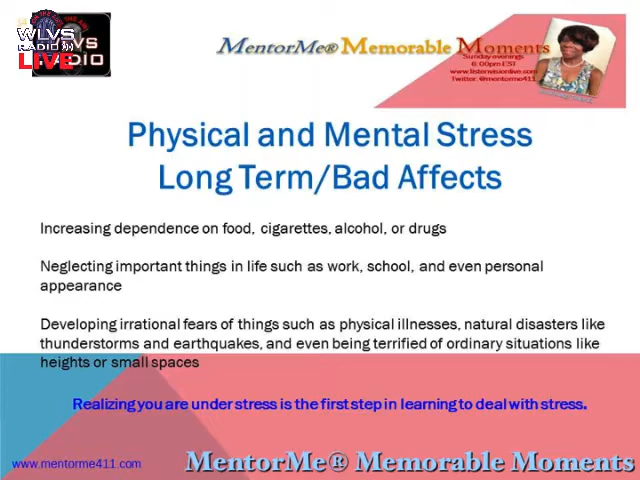 WLVS
RADIO
LIVE
WLVS
RADIO
MentorMe® Memorable Moments
Sunday evenings
6:00pm EST
www.listenvisionlive.com
Twitter: @mentorme411
Physical and Mental Stress
Long Term/Bad Affects
Increasing dependence on food, cigarettes, alcohol, or drugs
Neglecting important things in life such as work, school, and even personal
appearance
Developing irrational fears of things such as physical illnesses, natural disasters like
thunderstorms and earthquakes, and even being terrified of ordinary situations like
heights or small spaces
Realizing you are under stress is the first step in learning to deal with stress.
www.mentorme411.com
MentorMe® Memorable Moments